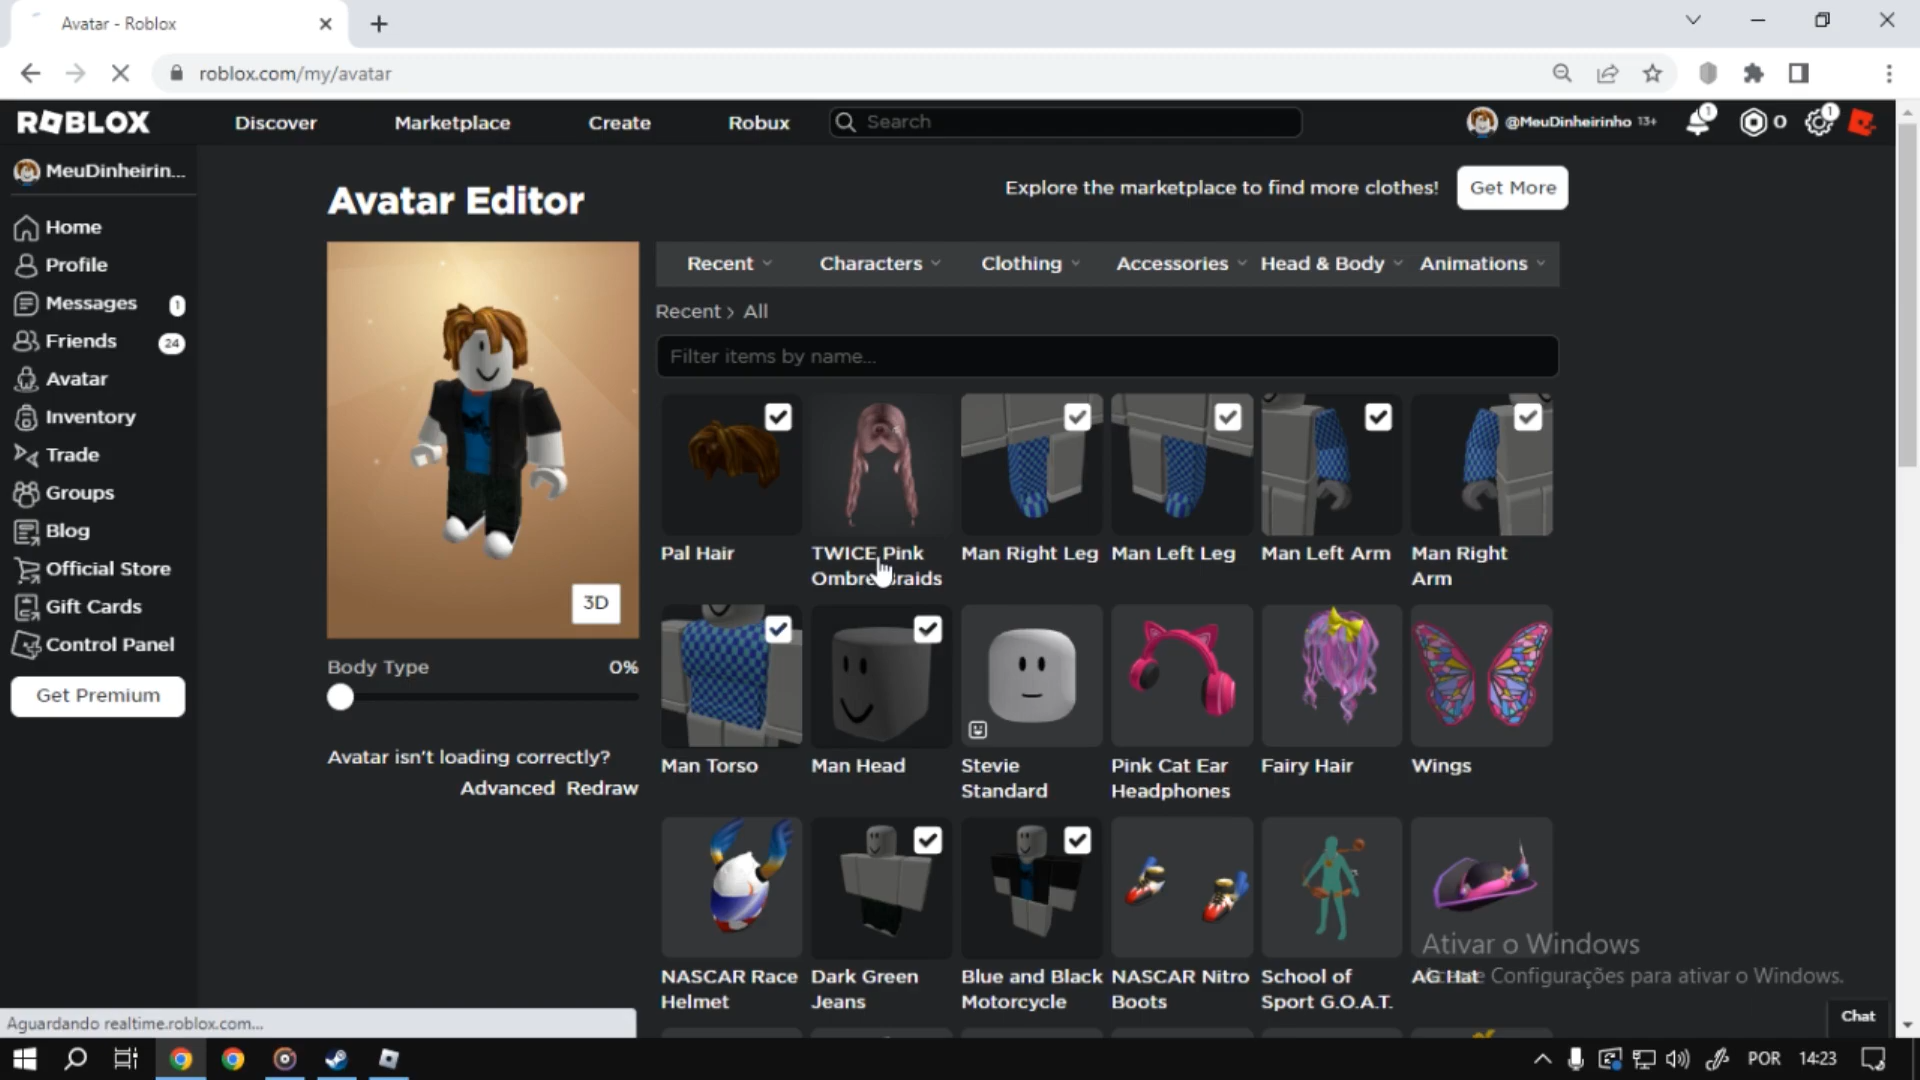 Avatar - Roblox
roblox.com/my/avatar
ROBLOX
Discover
Marketplace
Create
Robux
Search
@MeuDinheirinho 13+
1
0
1
MeuDinheirin...
Home
Profile
Messages
1
Friends
24
Avatar
Inventory
Trade
Groups
Blog
Official Store
Gift Cards
Control Panel
Get Premium
Avatar Editor
Explore the marketplace to find more clothes!
Get More
3D
Body Type
0%
Avatar isn't loading correctly?
Advanced Redraw
Recent
Characters
Clothing
Accessories
Head & Body
Animations
Recent > All
Filter items by name...
Pal Hair
TWICE Pink
Ombre Braids
Man Right Leg
Man Left Leg
Man Left Arm
Man Right
Arm
Man Torso
Man Head
Stevie
Standard
Pink Cat Ear
Headphones
Fairy Hair
Wings
NASCAR Race
Helmet
Dark Green
Jeans
Blue and Black
Motorcycle
NASCAR Nitro
Boots
School of
Sport G.O.A.T.
AG Hat
Ativar o Windows
Configurações para ativar o Windows.
Chat
Aguardando realtime.roblox.com...
POR
14:23